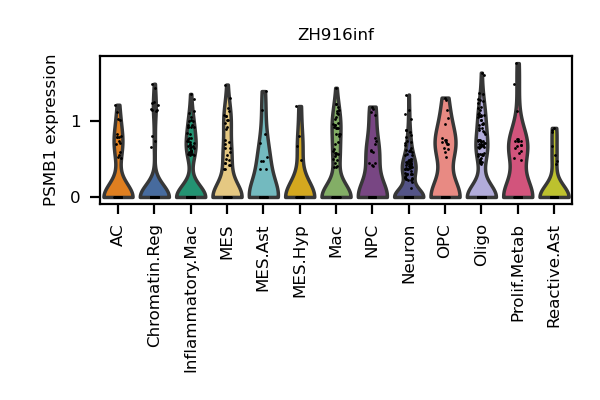 ZH916inf
PSMB1 expression
1
0
AC
Chromatin.Reg
Inflammatory.Mac
MES
MES.Ast
MES.Hyp
Mac
NPC
Neuron
OPC
Oligo
Prolif.Metab
Reactive.Ast